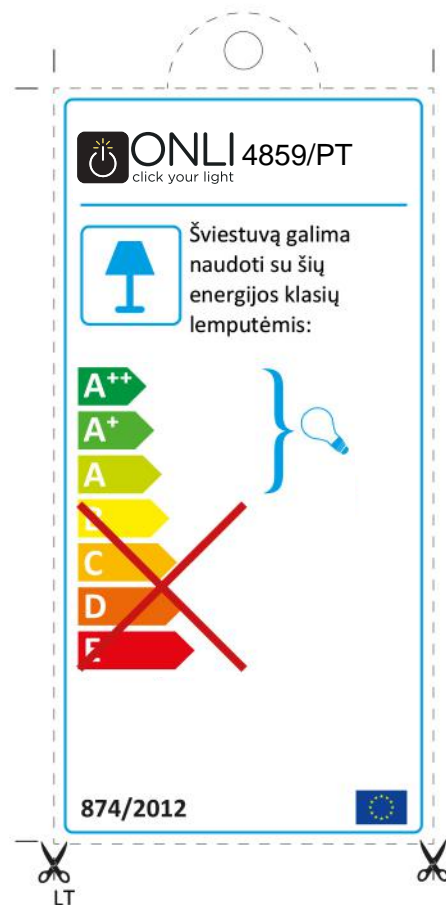 ONLI 4859/PT
click your light
Šviestuvą galima
naudoti su šių
energijos klasių
lemputėmis:
A++
A+
A
B
C
D
E
874/2012
LT